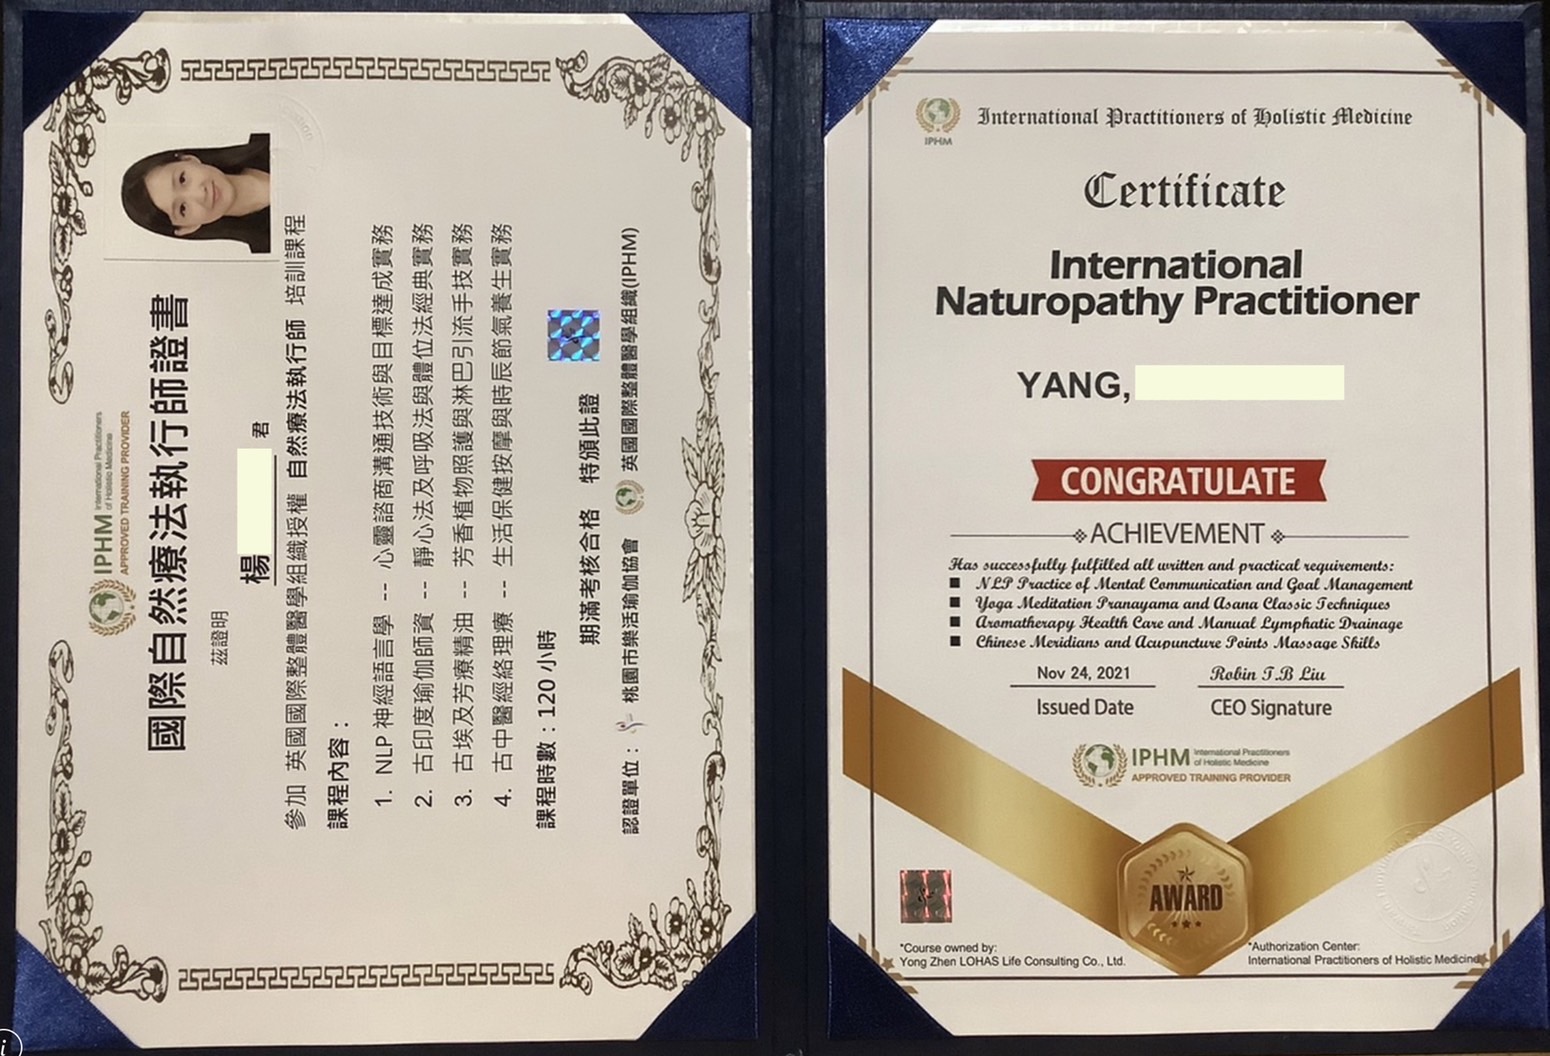 IPHM International Practitioners
of Holistic Medicine
APPROVED TRAINING PROVIDER
國際自然療法執行師證書
茲證明
楊 君
參加 英國國際整體醫學組織授權 自然療法執行師 培訓課程
課程內容：
1. NLP 神經語言學 -- 心靈諮商溝通技術與目標達成實務
2. 古印度瑜伽師資 -- 靜心法及呼吸法與體位法經典實務
3. 古埃及芳療精油 -- 芳香植物照護與淋巴引流手技實務
4. 古中醫經絡理療 -- 生活保健按摩與時辰節氣養生實務
課程時數：120 小時
期滿考核合格 特頒此證
認證單位： 桃園市樂活瑜伽協會 英國國際整體醫學組織(IPHM)
IPHM
International Practitioners of Holistic Medicine
Certificate
International
Naturopathy Practitioner
YANG,
CONGRATULATE
ACHIEVEMENT
Has successfully fulfilled all written and practical requirements:
■ NLP Practice of Mental Communication and Goal Management
■ Yoga Meditation Pranayama and Asana Classic Techniques
■ Aromatherapy Health Care and Manual Lymphatic Drainage
■ Chinese Meridians and Acupuncture Points Massage Skills
Nov 24, 2021 Robin T.B Liu
Issued Date CEO Signature
IPHM International Practitioners
of Holistic Medicine
APPROVED TRAINING PROVIDER
AWARD
*Course owned by:
Yong Zhen LOHAS Life Consulting Co., Ltd.
*Authorization Center:
International Practitioners of Holistic Medicine